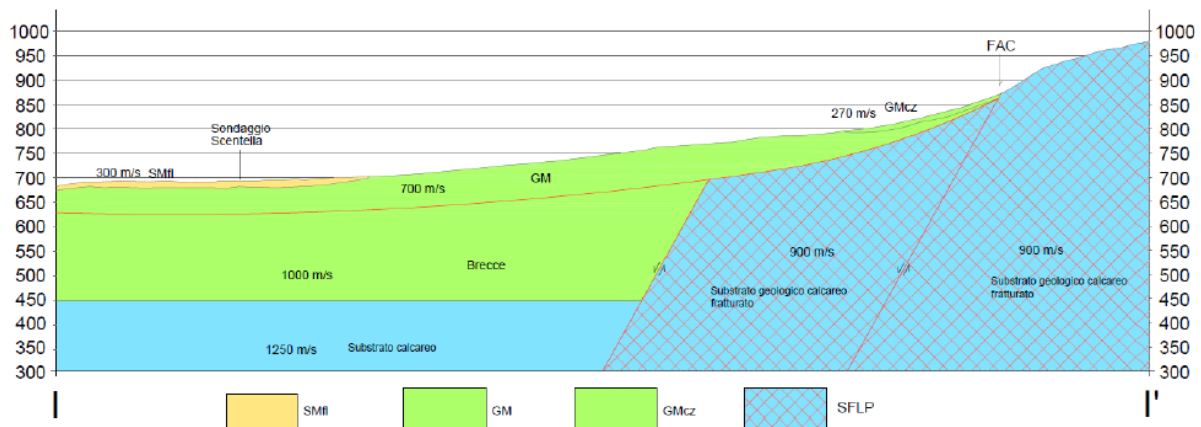 1000
950
900
850
800
750
700
650
600
550
500
450
400
350
300
1000
950
900
850
800
750
700
650
600
550
500
450
400
350
300
FAC
270 m/s GMcz
Sondaggio
Scentella
300 m/s SMfl
700 m/s
GM
1000 m/s
Brecce
900 m/s
900 m/s
Substrato geologico calcareo
fratturato
Substrato geologico calcareo
fratturato
1250 m/s
Substrato calcareo
I
I'
SMfl
GM
GMcz
SFLP